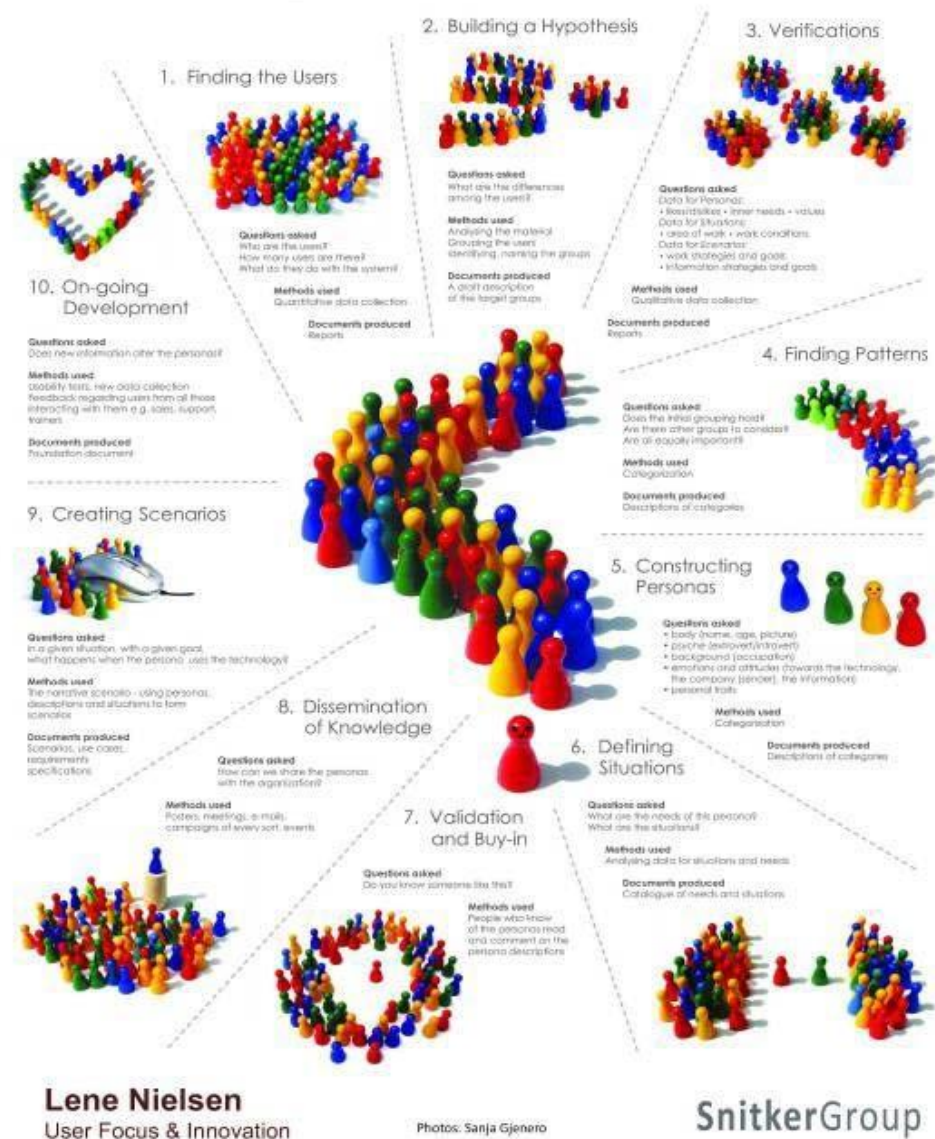 1. Finding the Users
Questions asked
Who are the users?
How many users are there?
What do they do with the system?
Methods used
Quantitative data collection
Documents produced
Reports
2. Building a Hypothesis
Questions asked
What are the differences
among the users?
Methods used
Analysing the material
Grouping the users
Identifying, naming the groups
Documents produced
A draft description
of the target groups
3. Verifications
Questions asked
Data for Personas:
• likes/dislikes • inner needs • values
Data for Situations:
• area of work • work conditions
Data for Scenarios:
• work strategies and goals
• information strategies and goals
Methods used
Qualitative data collection
Documents produced
Reports
4. Finding Patterns
Questions asked
Does the initial grouping hold?
Are there other groups to consider?
Are all equally important?
Methods used
Categorization
Documents produced
Descriptions of categories
5. Constructing
Personas
Questions asked
• body (name, age, picture)
• psyche (extrovert/introvert)
• background (occupation)
• emotions and attitudes (towards the technology,
the company (sender), the information)
• personal traits
Methods used
Categorization
Documents produced
Descriptions of categories
6. Defining
Situations
Questions asked
What are the needs of this persona?
What are the situations?
Methods used
Analysing data for situations and needs
Documents produced
Catalogue of needs and situations
7. Validation
and Buy-in
Questions asked
Do you know someone like this?
Methods used
People who know
of the personas read
and comment on the
persona descriptions
8. Dissemination
of Knowledge
Questions asked
How can we share the personas
with the organization?
Methods used
Posters, meetings, e-mails,
campaigns of every sort, events
9. Creating Scenarios
Questions asked
In a given situation, with a given goal,
what happens when the persona uses the technology?
Methods used
The narrative scenario - using personas
descriptions and situations to form
scenarios
Documents produced
Scenarios, use cases,
requirements
specifications
10. On-going
Development
Questions asked
Does new information alter the personas?
Methods used
Usability tests, new data collection
Feedback regarding users from all those
interacting with them e.g. sales, support,
trainers
Documents produced
Foundation document
Lene Nielsen
User Focus & Innovation
Photos: Sanja Gjenero
SnitkerGroup